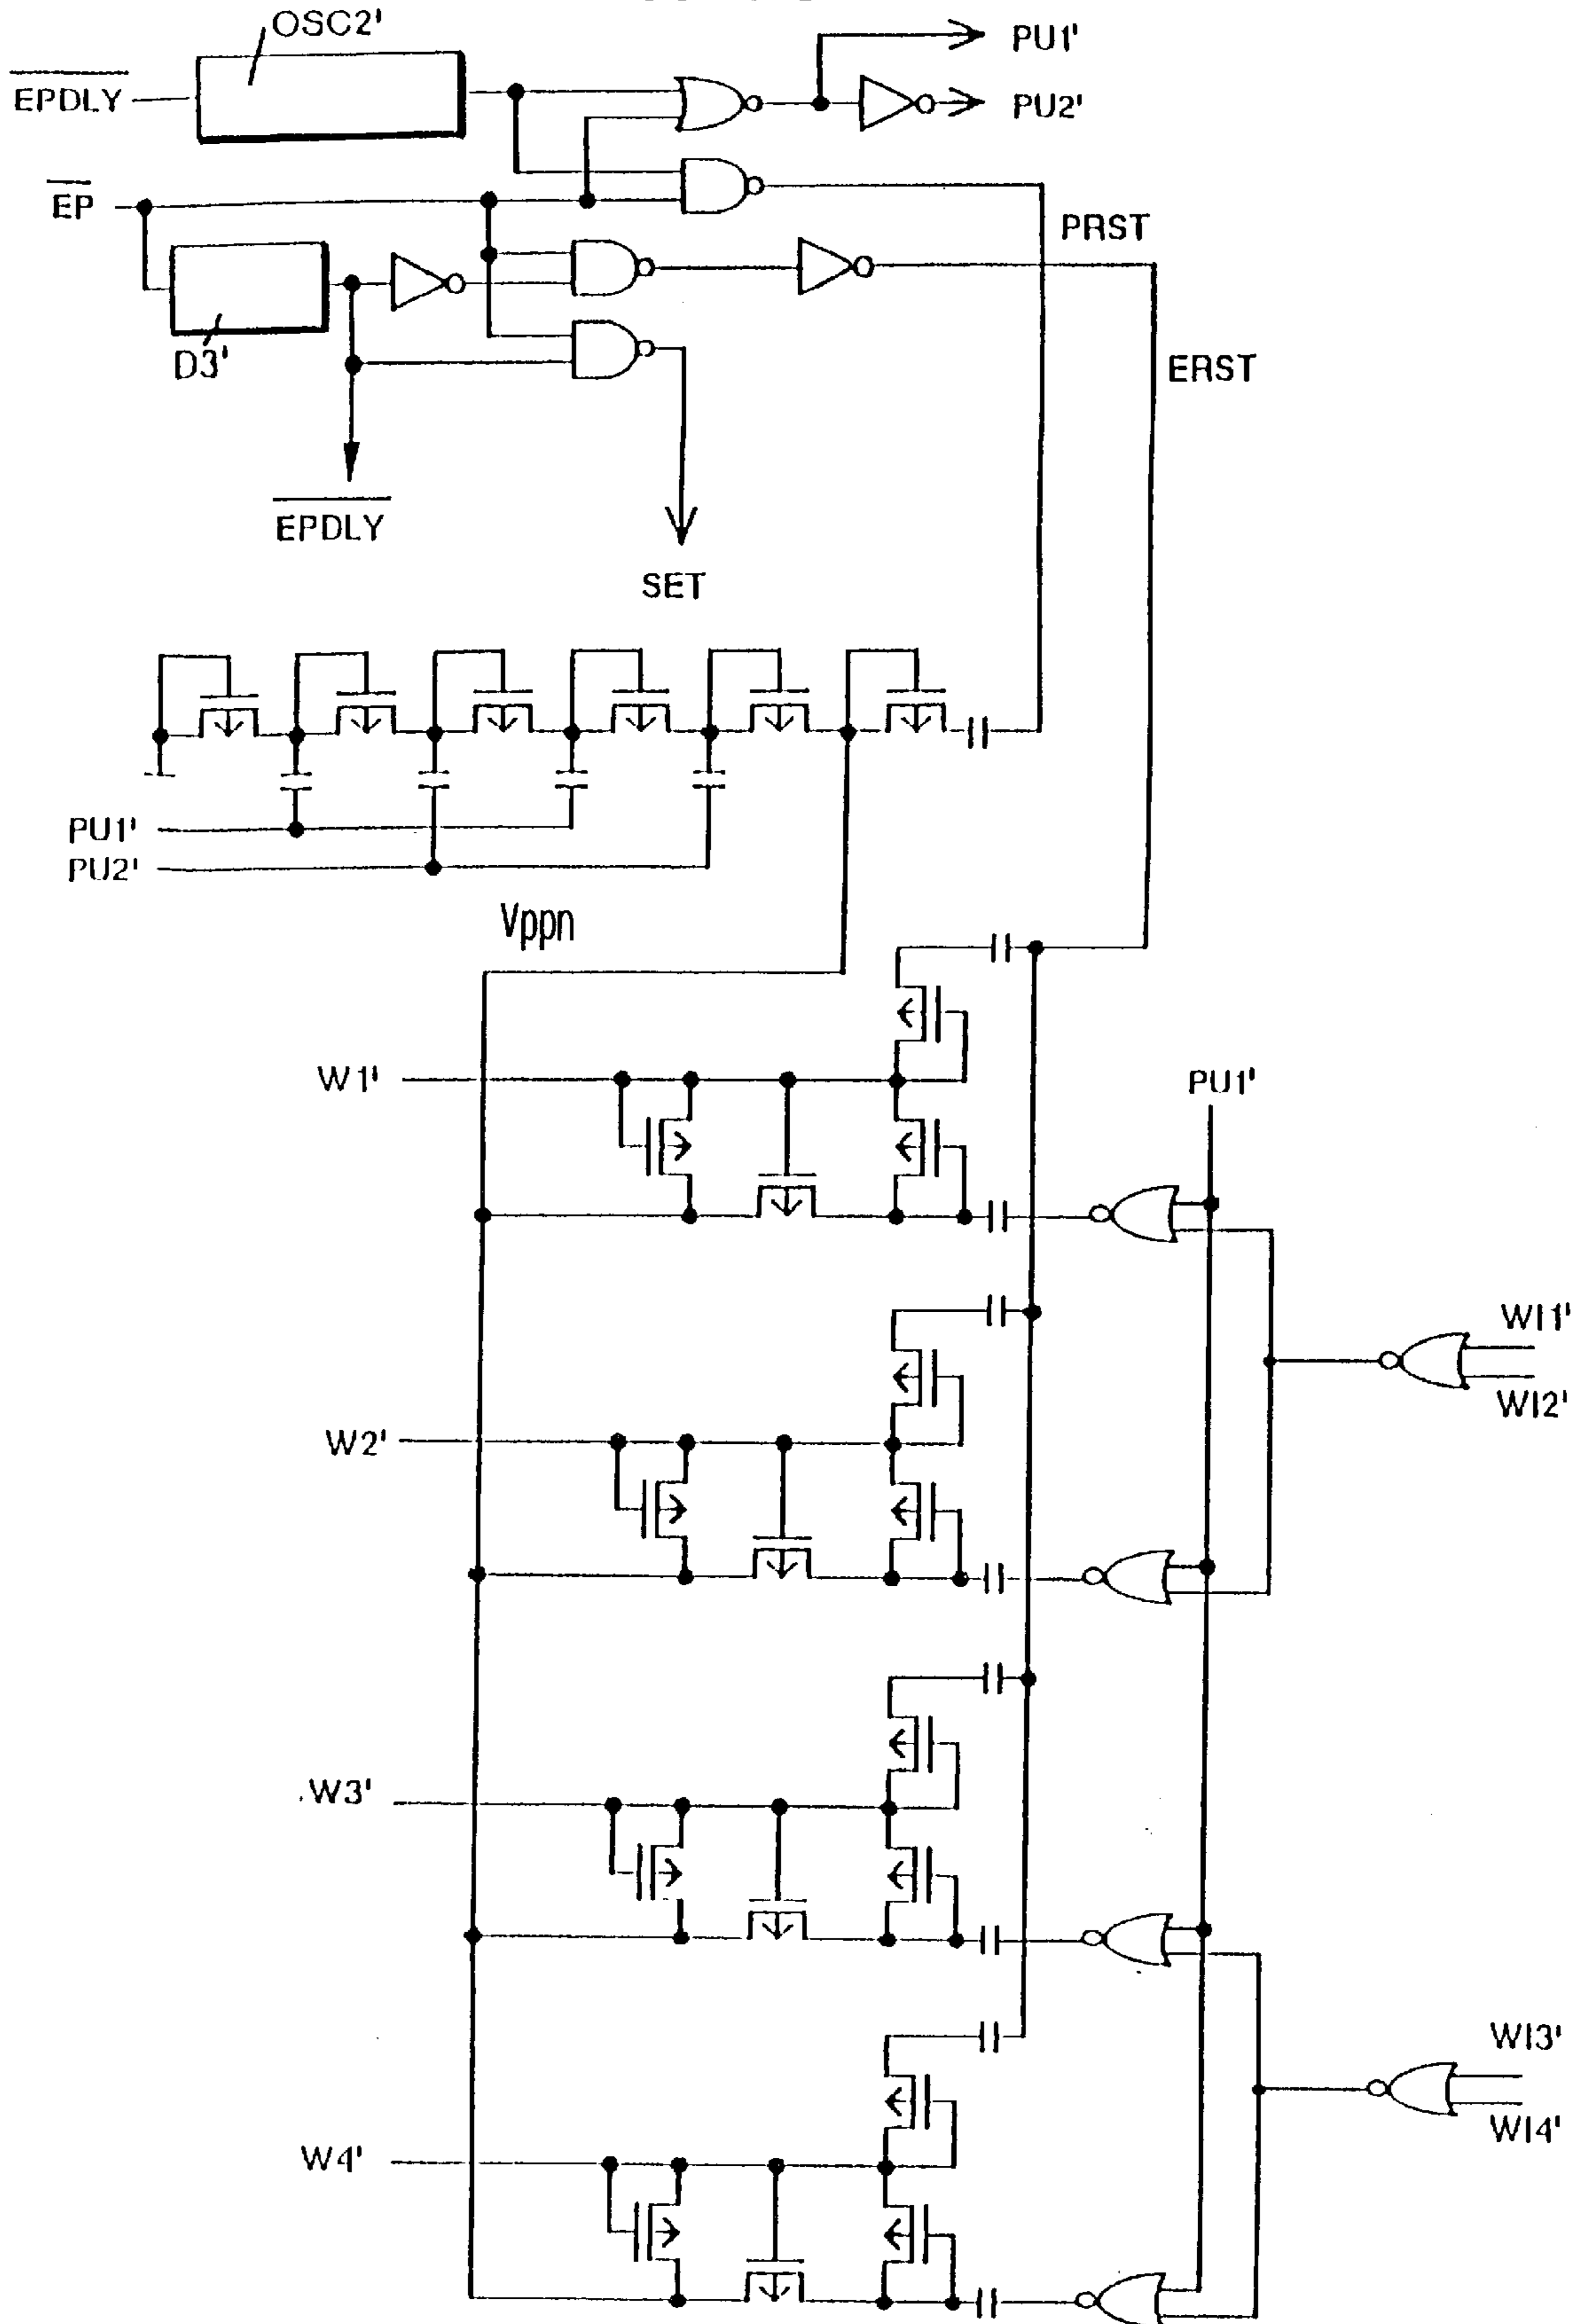 OSC2'
PU1'
EPDLY
PU2'
EP
PRST
D3'
ERST
EPDLY
SET
PU1'
PU2'
Vppn
W1'
PU1'
WI1'
WI2'
W2'
W3'
WI3'
WI4'
W4'